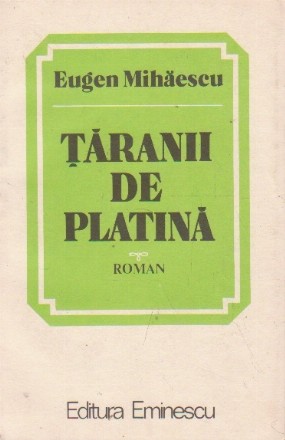 Eugen Mihăescu
ȚĂRANII
DE
PLATINĂ
ROMAN
Editura Eminescu